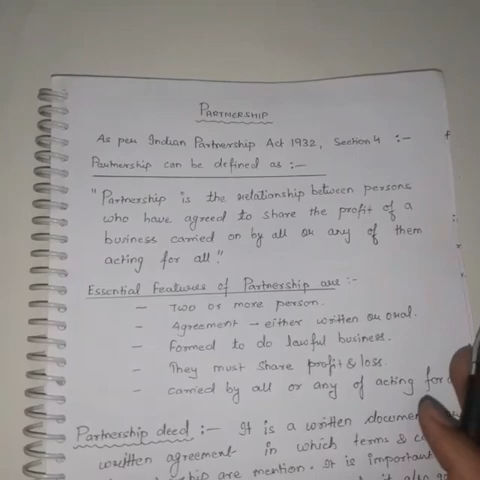 PARTNERSHIP
As per Indian Partnership Act 1932, Section 4 :-
Partnership can be defined as :-
"Partnership is the relationship between persons
who have agreed to share the profit of a
business carried on by all or any of them
acting for all."
Essential Features of Partnership are :-
- Two or more person.
- Agreement - either written or oral.
- Formed to do lawful business.
- They must share profit & loss.
- carried by all or any of acting for
Partnership deed :- It is a written
written agreement in which terms &
are mention. It is important